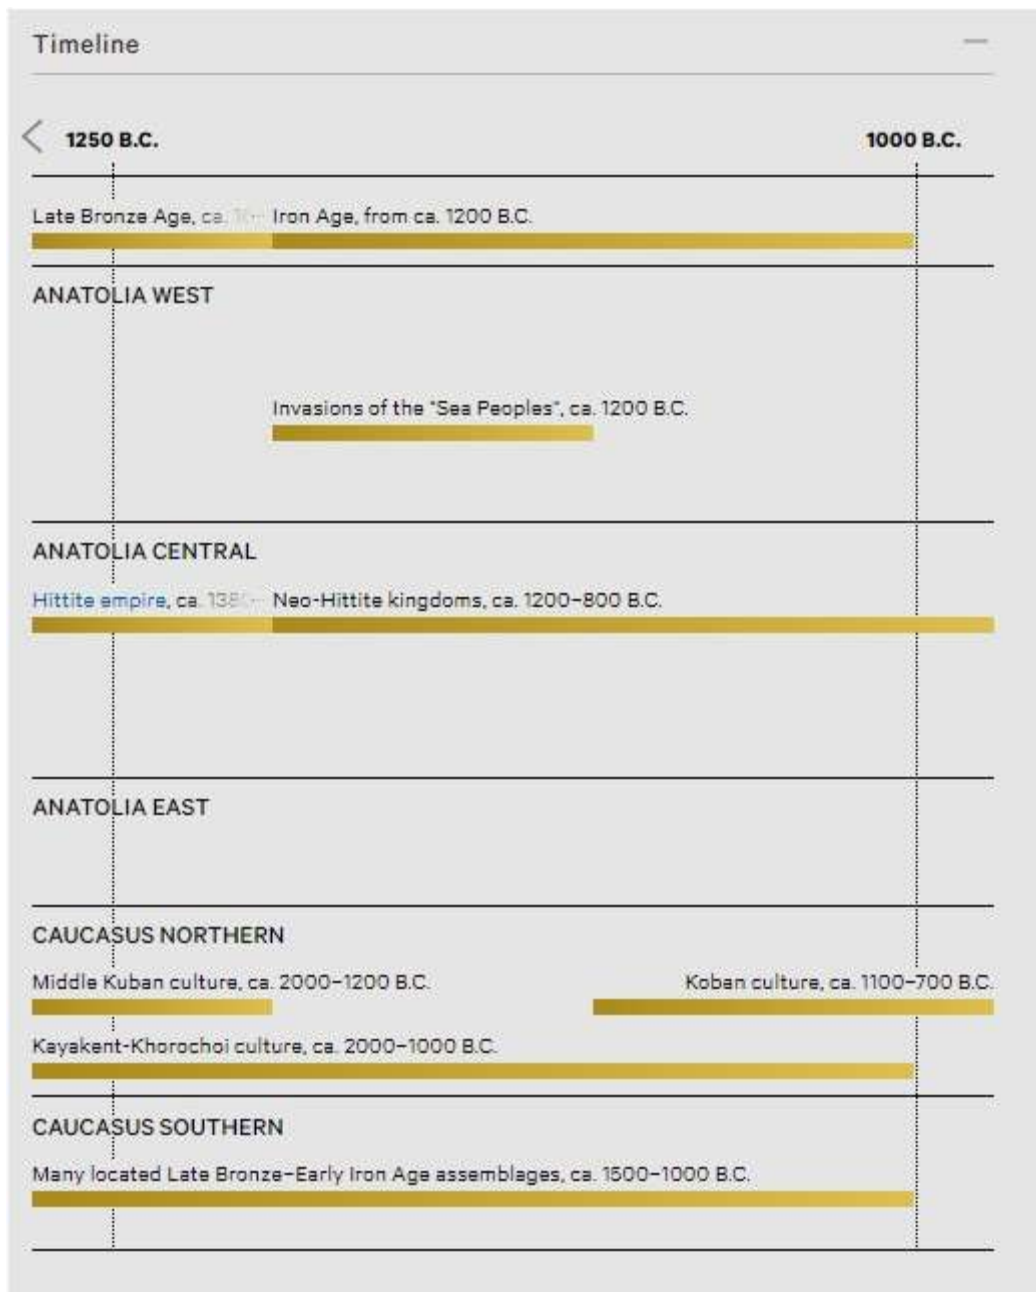 Timeline
1250 B.C. 1000 B.C.
Late Bronze Age, ca. Iron Age, from ca. 1200 B.C.
ANATOLIA WEST
Invasions of the "Sea Peoples", ca. 1200 B.C.
ANATOLIA CENTRAL
Hittite empire, ca. 1380– Neo-Hittite kingdoms, ca. 1200–800 B.C.
ANATOLIA EAST
CAUCASUS NORTHERN
Middle Kuban culture, ca. 2000–1200 B.C. Koban culture, ca. 1100–700 B.C.
Kayakent-Khorochoi culture, ca. 2000–1000 B.C.
CAUCASUS SOUTHERN
Many located Late Bronze–Early Iron Age assemblages, ca. 1500–1000 B.C.